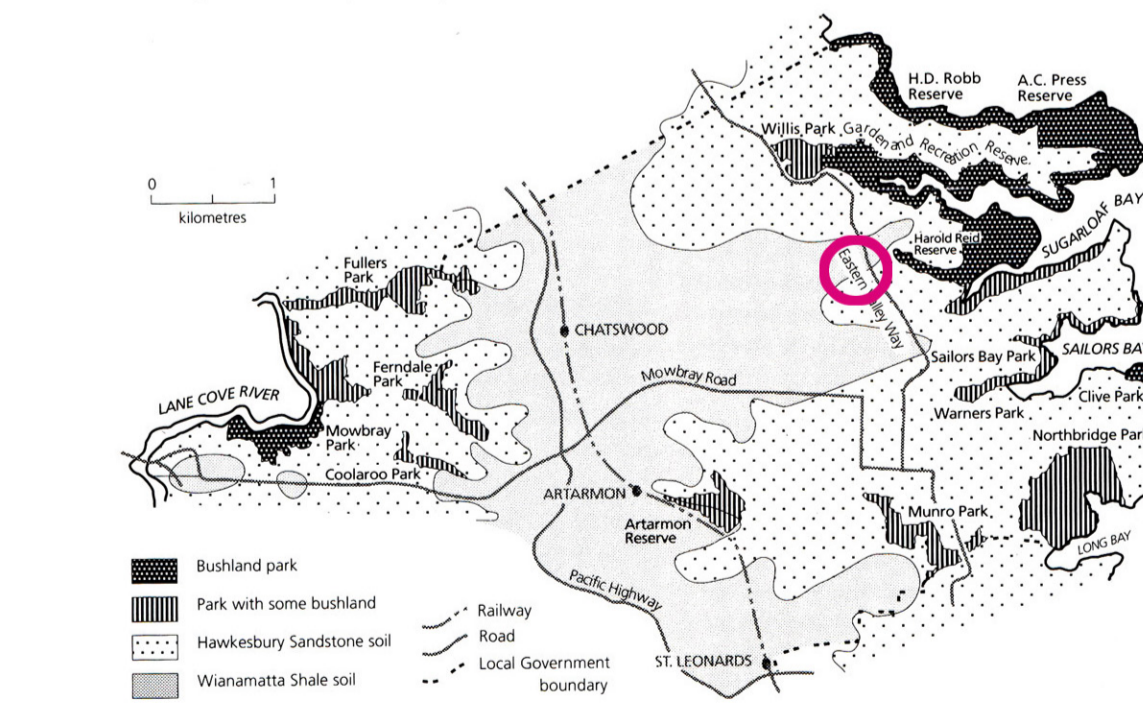 H.D. Robb
Reserve
A.C. Press
Reserve
Willis Park
Garden and Recreation Reserve
0 1
kilometres
SUGARLOAF BAY
Harold Reid
Reserve
Fullers
Park
Eastern lley Way
CHATSWOOD
Sailors Bay Park
SAILORS BA
Ferndale
Park
Mowbray Road
LANE COVE RIVER
Clive Park
Warners Park
Mowbray
Park
Northbridge Par
Coolaroo Park
ARTARMON
Artarmon
Reserve
Munro Park
LONG BAY
Pacific Highway
ST. LEONARDS
Bushland park
Park with some bushland
Hawkesbury Sandstone soil
Wianamatta Shale soil
Railway
Road
Local Government
boundary